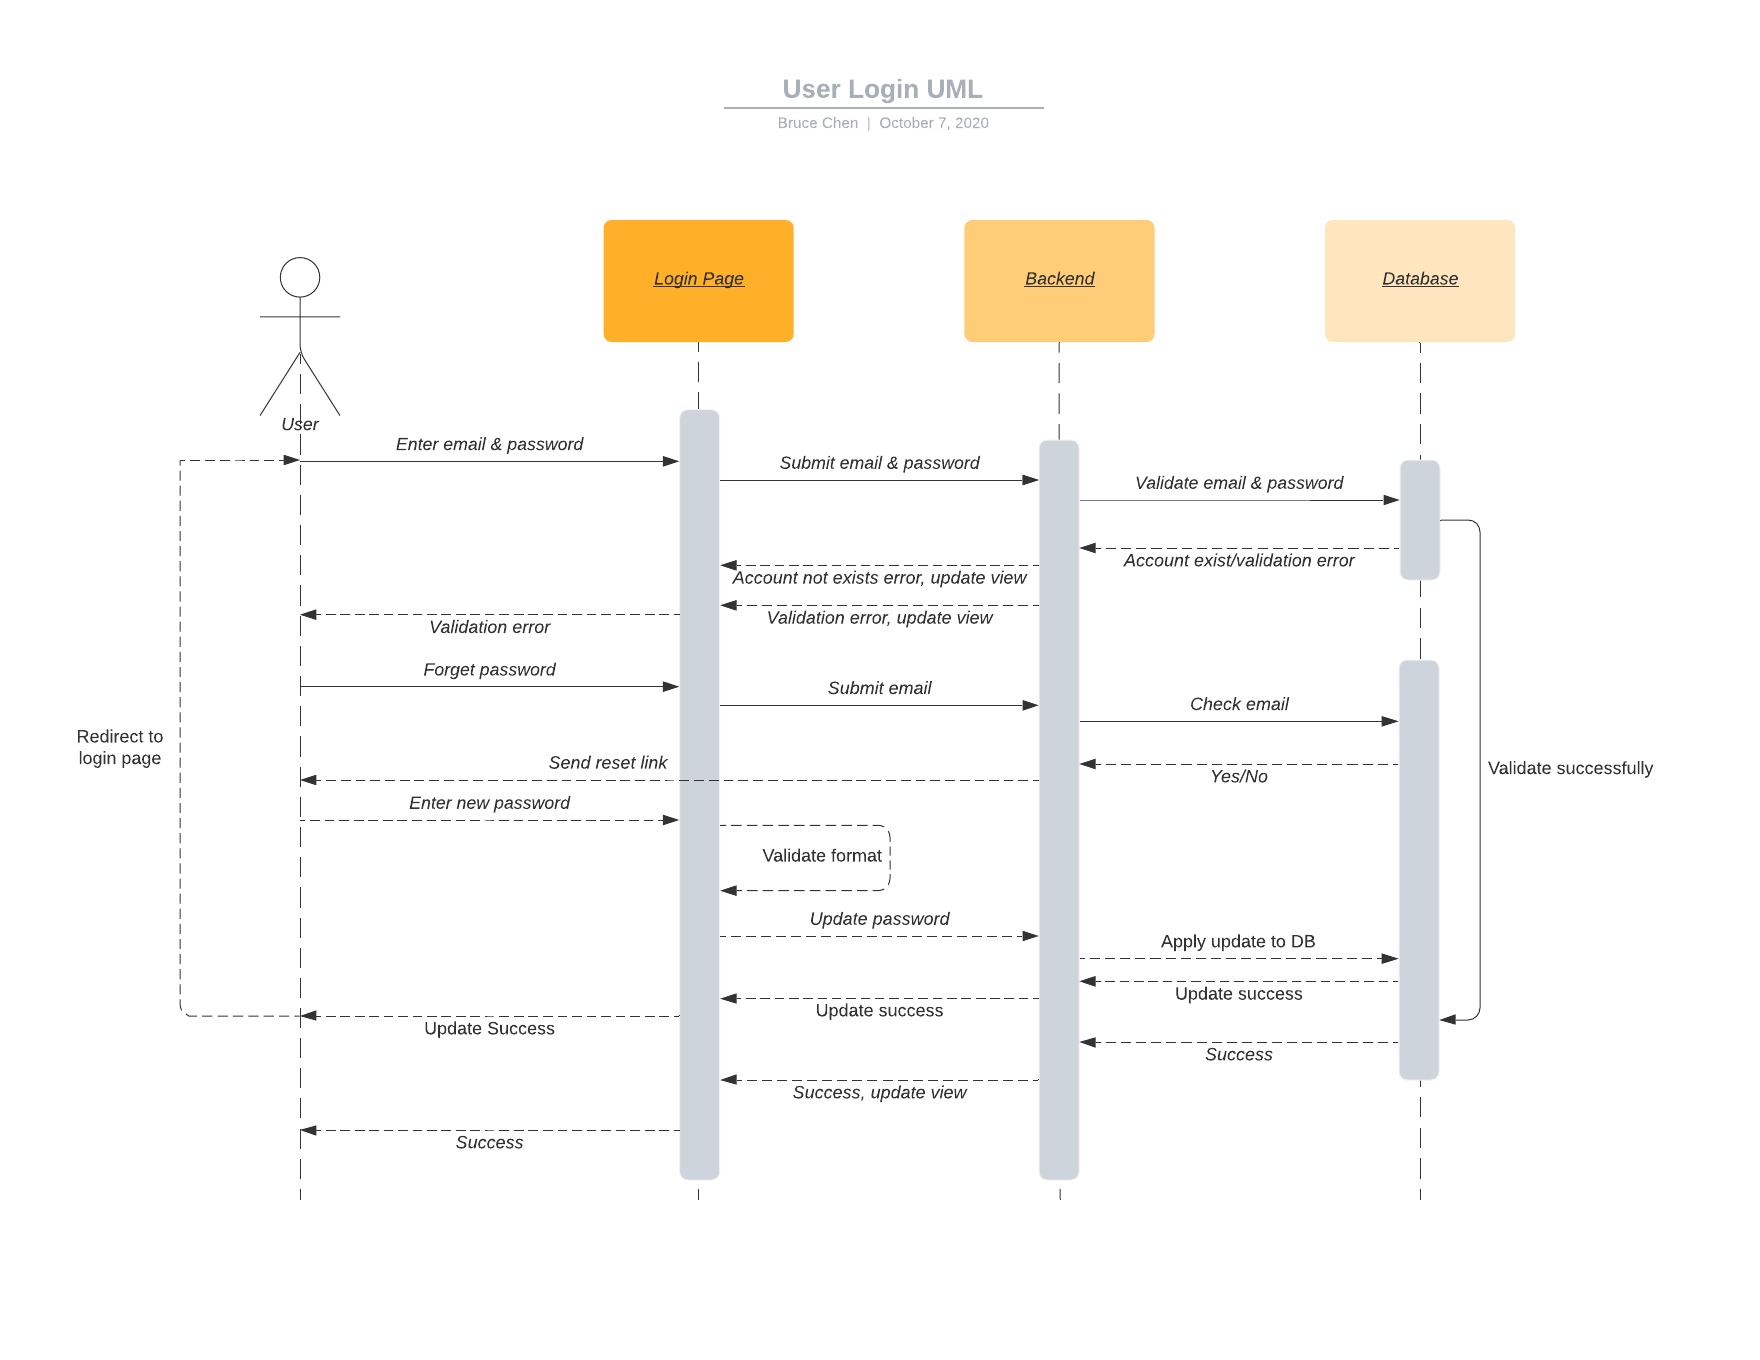 User Login UML
Bruce Chen | October 7, 2020
Login Page
Backend
Database
User
Enter email & password
Submit email & password
Validate email & password
Account exist/validation error
Account not exists error, update view
Validation error, update view
Validation error
Forget password
Submit email
Check email
Redirect to
login page
Send reset link
Yes/No
Validate successfully
Enter new password
Validate format
Update password
Apply update to DB
Update success
Update success
Update Success
Success
Success, update view
Success